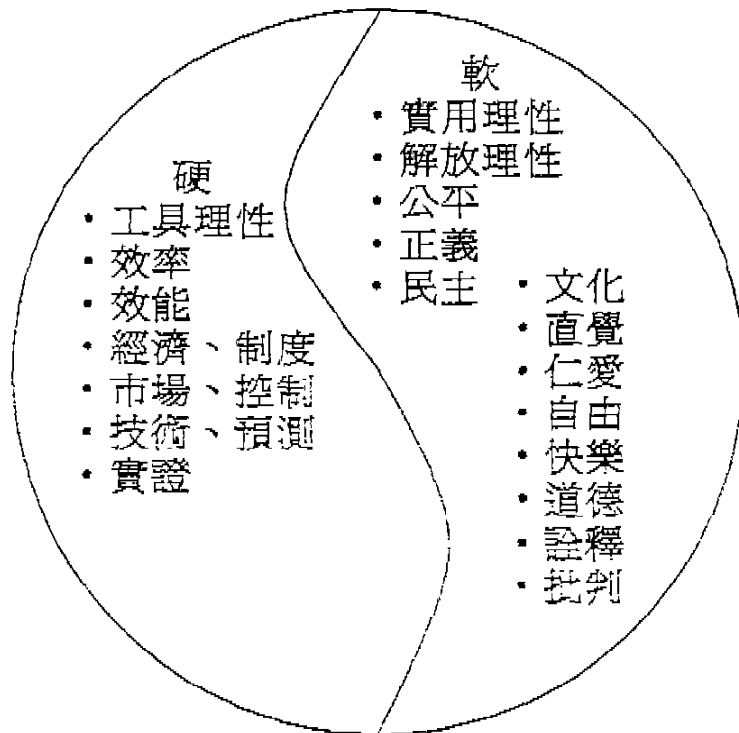 硬
・工具理性
・效率
・效能
・經濟、制度
・市場、控制
・技術、預測
・實證
軟
・實用理性
・解放理性
・公平
・正義
・民主
・文化
・直覺
・仁愛
・自由
・快樂
・道德
・詮釋
・批判